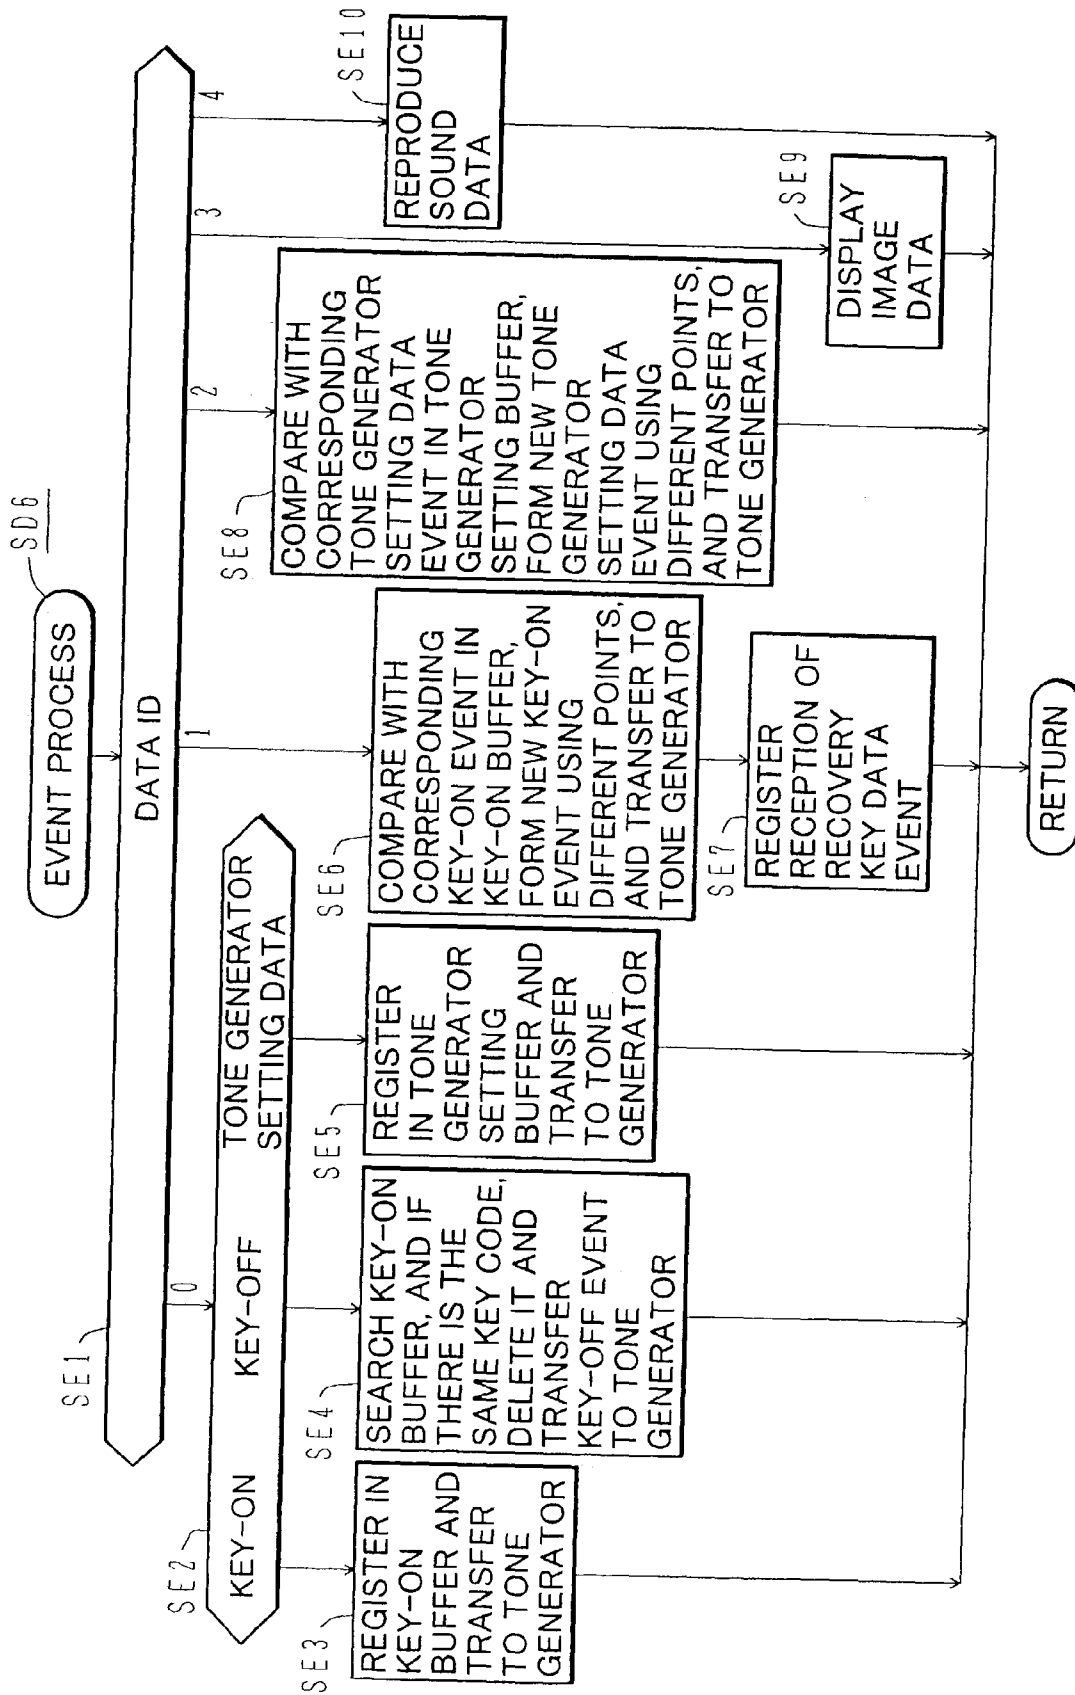 EVENT PROCESS
SD6
SE1
DATA ID
0
1
2
3
4
SE2
KEY-ON
KEY-OFF
TONE GENERATOR
SETTING DATA
SE3
REGISTER IN
KEY-ON
BUFFER AND
TRANSFER
TO TONE
GENERATOR
SE4
SEARCH KEY-ON
BUFFER, AND IF
THERE IS THE
SAME KEY CODE,
DELETE IT AND
TRANSFER
KEY-OFF EVENT
TO TONE
GENERATOR
SE5
REGISTER
IN TONE
GENERATOR
SETTING
BUFFER AND
TRANSFER
TO TONE
GENERATOR
SE6
COMPARE WITH
CORRESPONDING
KEY-ON EVENT IN
KEY-ON BUFFER,
FORM NEW KEY-ON
EVENT USING
DIFFERENT POINTS,
AND TRANSFER TO
TONE GENERATOR
SE7
REGISTER
RECEPTION OF
RECOVERY
KEY DATA
EVENT
SE8
COMPARE WITH
CORRESPONDING
TONE GENERATOR
SETTING DATA
EVENT IN TONE
GENERATOR
SETTING BUFFER,
FORM NEW TONE
GENERATOR
SETTING DATA
EVENT USING
DIFFERENT POINTS,
AND TRANSFER TO
TONE GENERATOR
SE9
DISPLAY
IMAGE
DATA
SE10
REPRODUCE
SOUND
DATA
RETURN